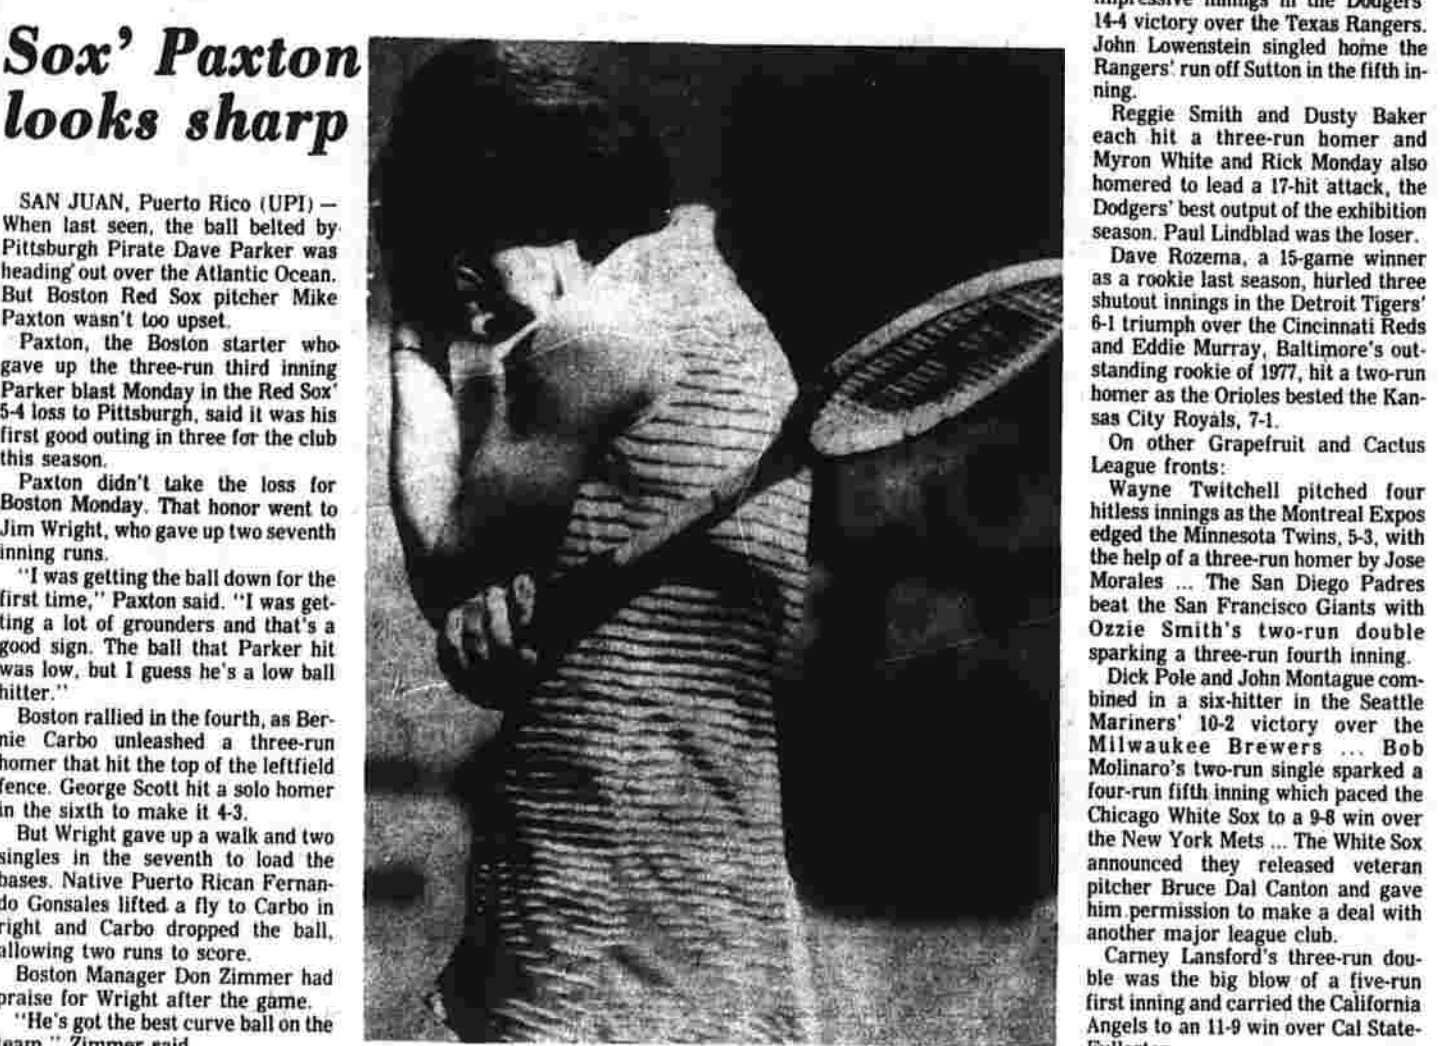 Sox' Paxton
looks sharp
SAN JUAN, Puerto Rico (UPI) —
When last seen, the ball belted by
Pittsburgh Pirate Dave Parker was
heading out over the Atlantic Ocean.
But Boston Red Sox pitcher Mike
Paxton wasn't too upset.
Paxton, the Boston starter who
gave up the three-run third inning
Parker blast Monday in the Red Sox'
5-4 loss to Pittsburgh, said it was his
first good outing in three for the club
this season.
Paxton didn't take the loss for
Boston Monday. That honor went to
Jim Wright, who gave up two seventh
inning runs.
"I was getting the ball down for the
first time," Paxton said. "I was get-
ting a lot of grounders and that's a
good sign. The ball that Parker hit
was low, but I guess he's a low ball
hitter."
Boston rallied in the fourth, as Ber-
nie Carbo unleashed a three-run
homer that hit the top of the leftfield
fence. George Scott hit a solo homer
in the sixth to make it 4-3.
But Wright gave up a walk and two
singles in the seventh to load the
bases. Native Puerto Rican Fernan-
do Gonsales lifted a fly to Carbo in
right and Carbo dropped the ball,
allowing two runs to score.
Boston Manager Don Zimmer had
praise for Wright after the game.
"He's got the best curve ball on the
team," Zimmer said.
impressive innings in the Dodgers'
14-4 victory over the Texas Rangers.
John Lowenstein singled home the
Rangers' run off Sutton in the fifth in-
ning.
Reggie Smith and Dusty Baker
each hit a three-run homer and
Myron White and Rick Monday also
homered to lead a 17-hit attack, the
Dodgers' best output of the exhibition
season. Paul Lindblad was the loser.
Dave Rozema, a 15-game winner
as a rookie last season, hurled three
shutout innings in the Detroit Tigers'
6-1 triumph over the Cincinnati Reds
and Eddie Murray, Baltimore's out-
standing rookie of 1977, hit a two-run
homer as the Orioles bested the Kan-
sas City Royals, 7-1.
On other Grapefruit and Cactus
League fronts:
Wayne Twitchell pitched four
hitless innings as the Montreal Expos
edged the Minnesota Twins, 5-3, with
the help of a three-run homer by Jose
Morales ... The San Diego Padres
beat the San Francisco Giants with
Ozzie Smith's two-run double
sparking a three-run fourth inning.
Dick Pole and John Montague com-
bined in a six-hitter in the Seattle
Mariners' 10-2 victory over the
Milwaukee Brewers ... Bob
Molinaro's two-run single sparked a
four-run fifth inning which paced the
Chicago White Sox to a 9-8 win over
the New York Mets ... The White Sox
announced they released veteran
pitcher Bruce Dal Canton and gave
him permission to make a deal with
another major league club.
Carney Lansford's three-run dou-
ble was the big blow of a five-run
first inning and carried the California
Angels to an 11-9 win over Cal State-